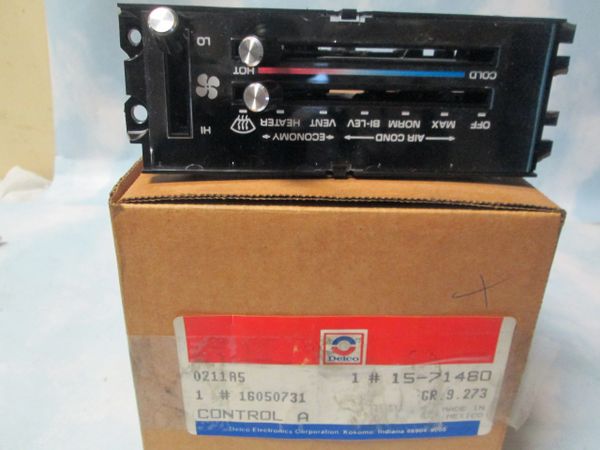 LO
HI
HOT
COLD
OFF
MAX
NORM
BI-LEV
VENT
HEATER
AIR COND
ECONOMY
Delco
0211A5
1 # 15-71480
1 # 16050731
GR.9.273
CONTROL A
MADE IN
MEXICO
Delco Electronics Corporation, Kokomo, Indiana